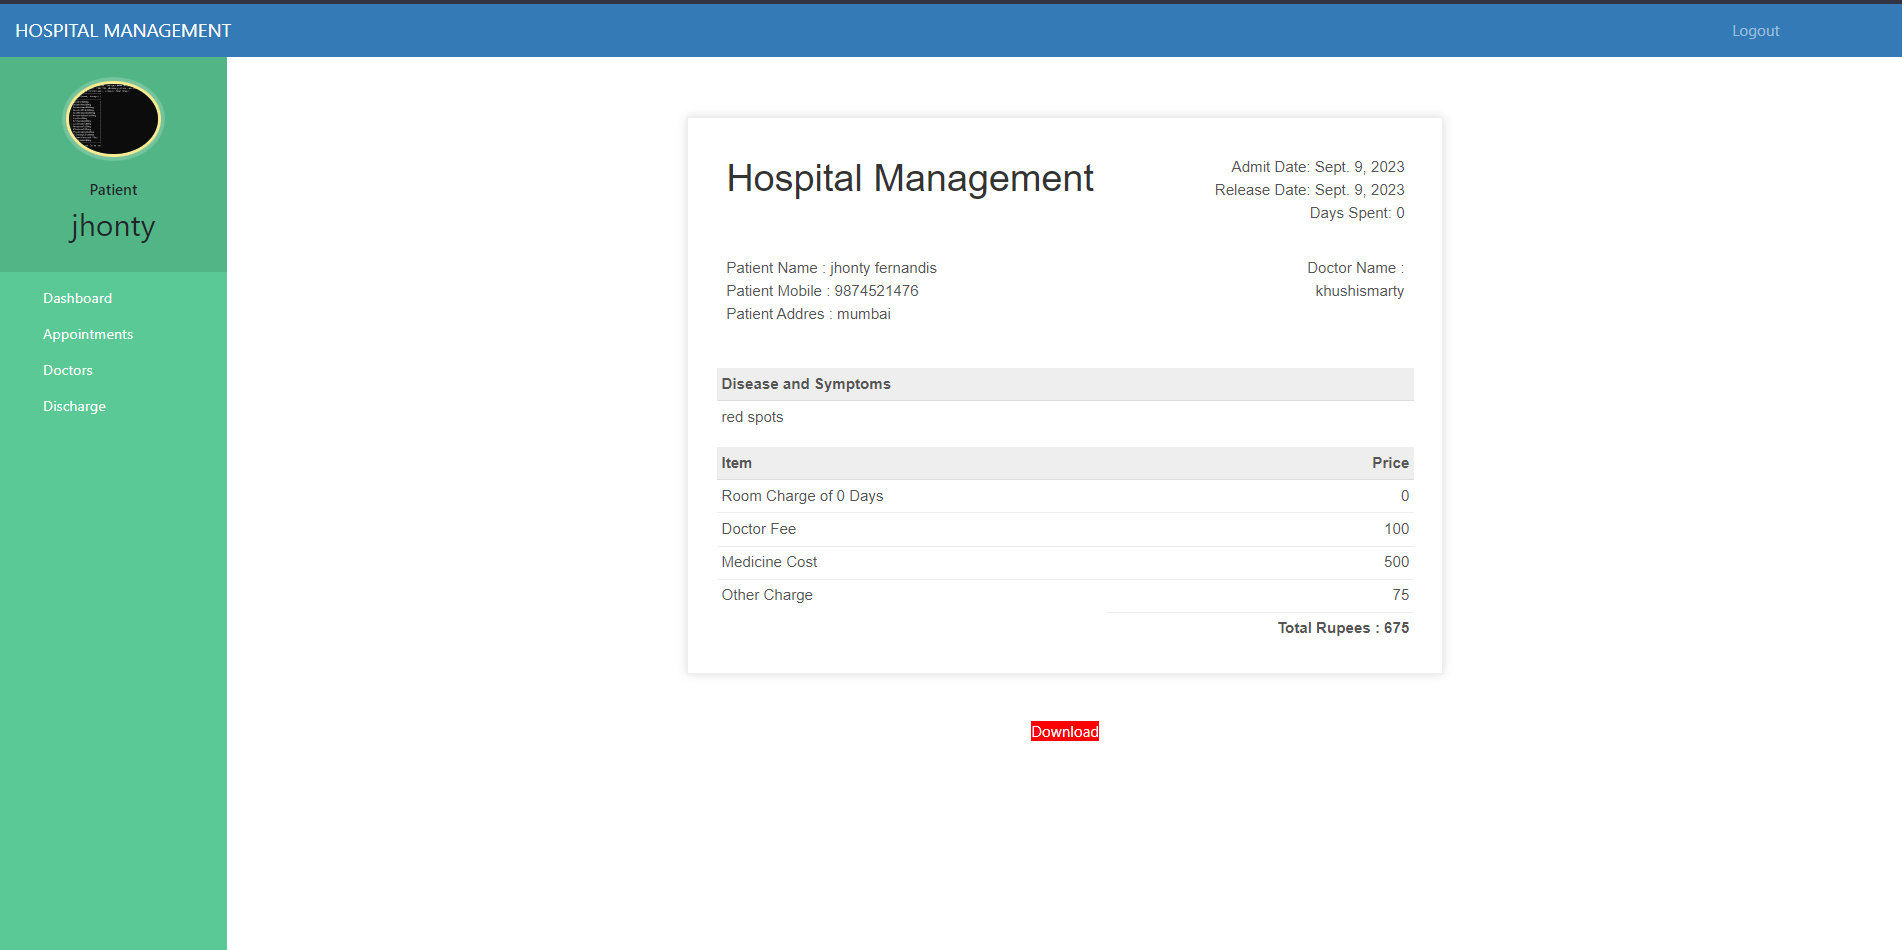 HOSPITAL MANAGEMENT
Logout
Patient
jhonty
Dashboard
Appointments
Doctors
Discharge
Hospital Management
Admit Date: Sept. 9, 2023
Release Date: Sept. 9, 2023
Days Spent: 0
Patient Name : jhonty fernandis
Patient Mobile : 9874521476
Patient Addres : mumbai
Doctor Name :
khushismarty
Disease and Symptoms
red spots
Item Price
Room Charge of 0 Days 0
Doctor Fee 100
Medicine Cost 500
Other Charge 75
Total Rupees : 675
Download